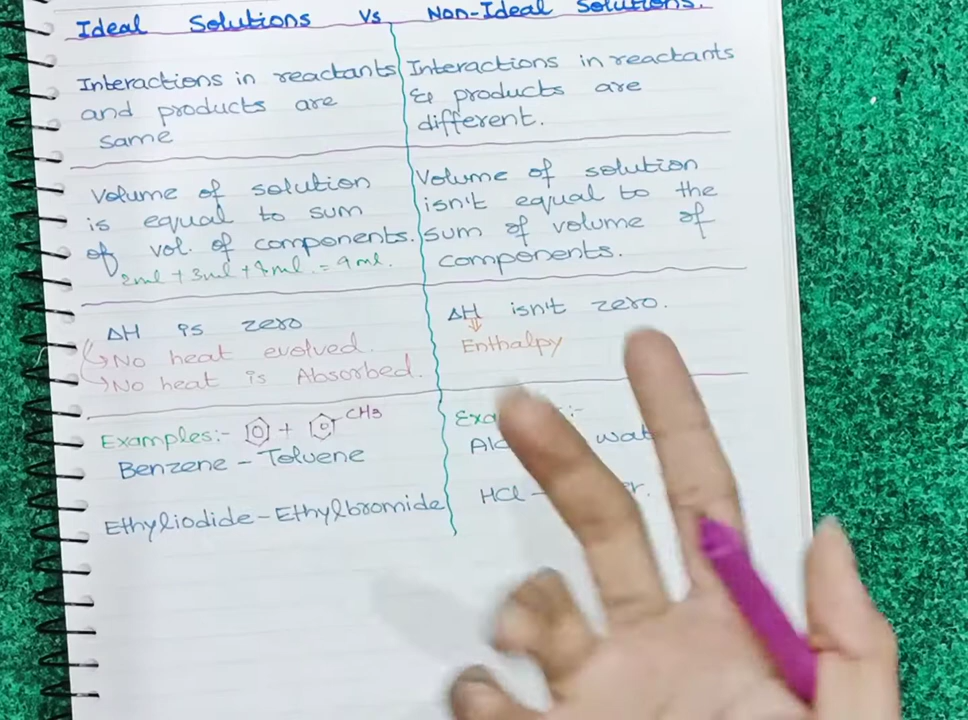 Ideal Solutions Vs Non-Ideal Solutions.
Interactions in reactants
and products are
same
Interactions in reactants
& products are
different.
Volume of solution
is equal to sum
of vol. of components.
2ml + 3ml + 4ml = 9ml.
Volume of solution
isn't equal to the
sum of volume of
components.
ΔH is zero
No heat evolved.
No heat is Absorbed.
ΔH isn't zero.
Enthalpy
Examples:- + CH3
Benzene - Toluene
Ethyliodide - Ethylbromide
HCl -